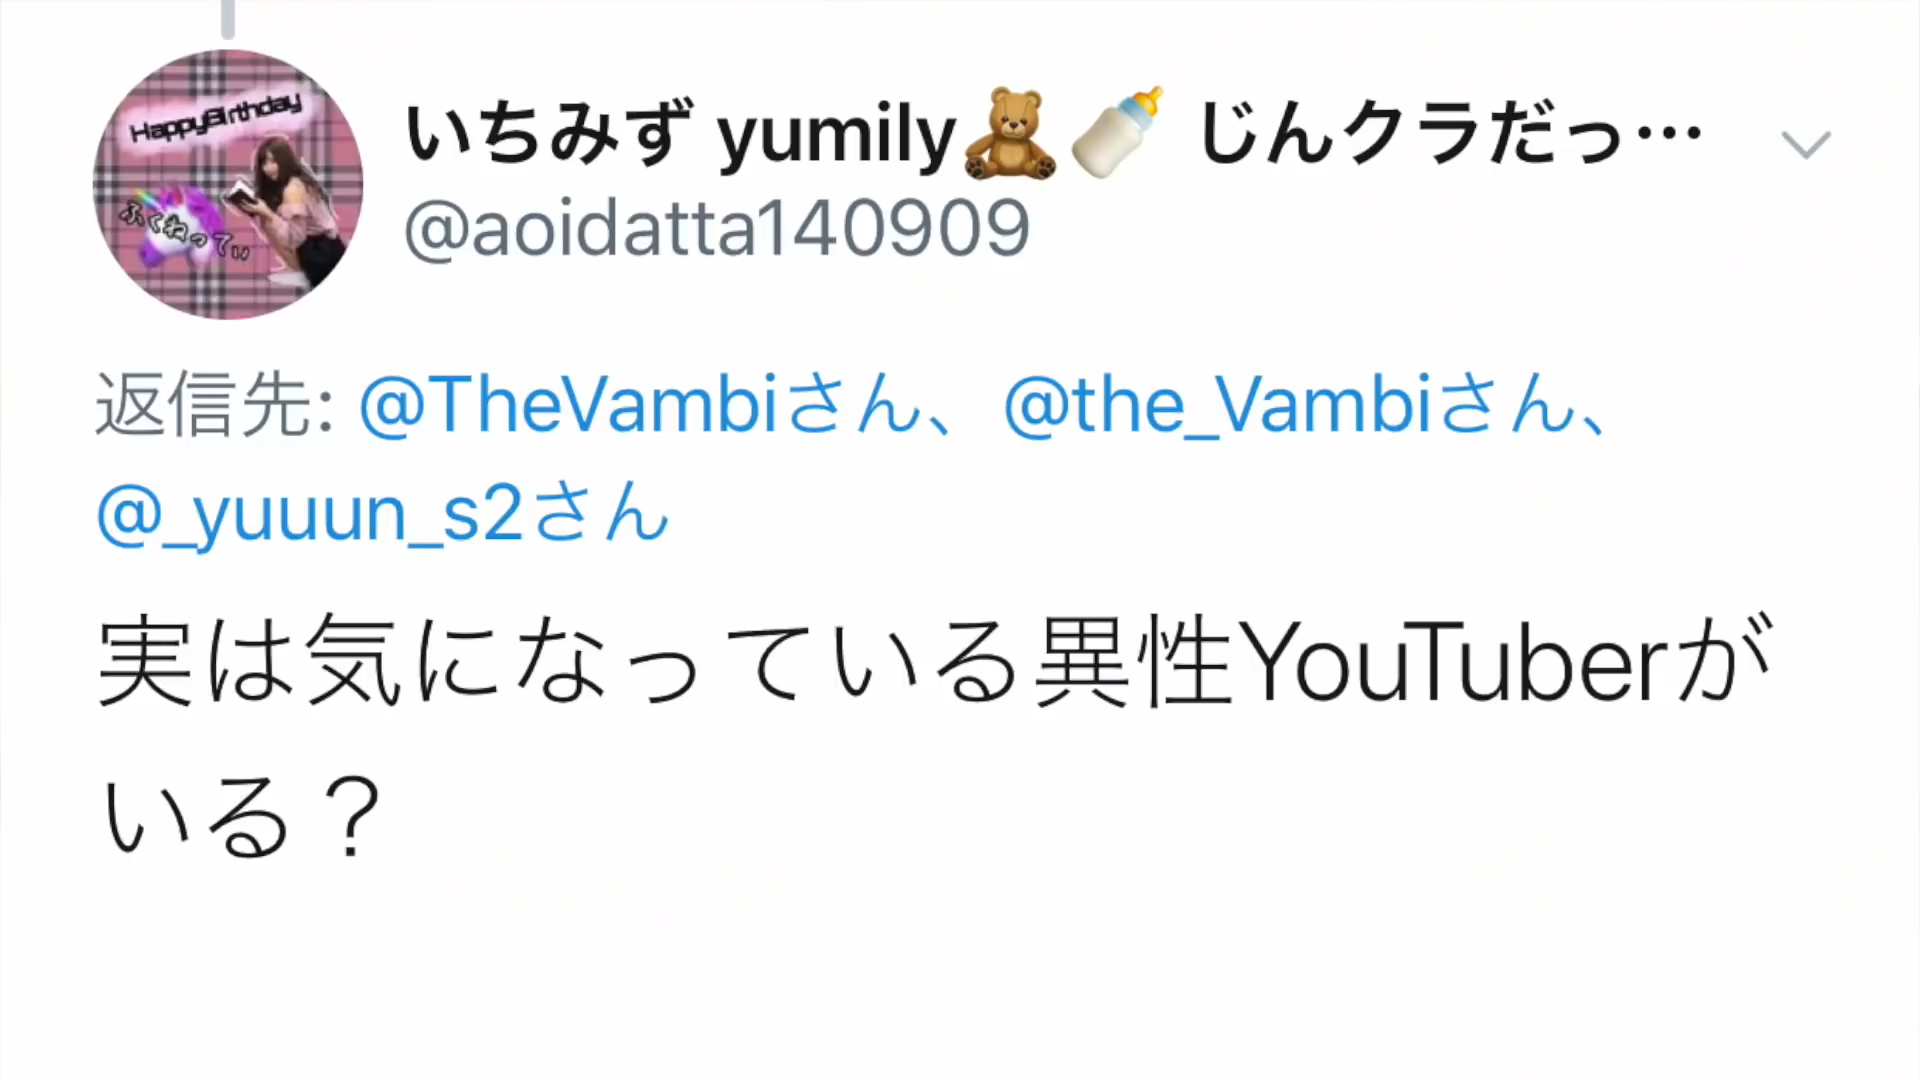 HappyBirthday
ふくねってぃ
いちみず yumily🧸🍼 じんクラだっ…
@aoidatta140909
返信先: @TheVambiさん、@the_Vambiさん、
@_yuuun_s2さん
実は気になっている異性YouTuberが
いる？